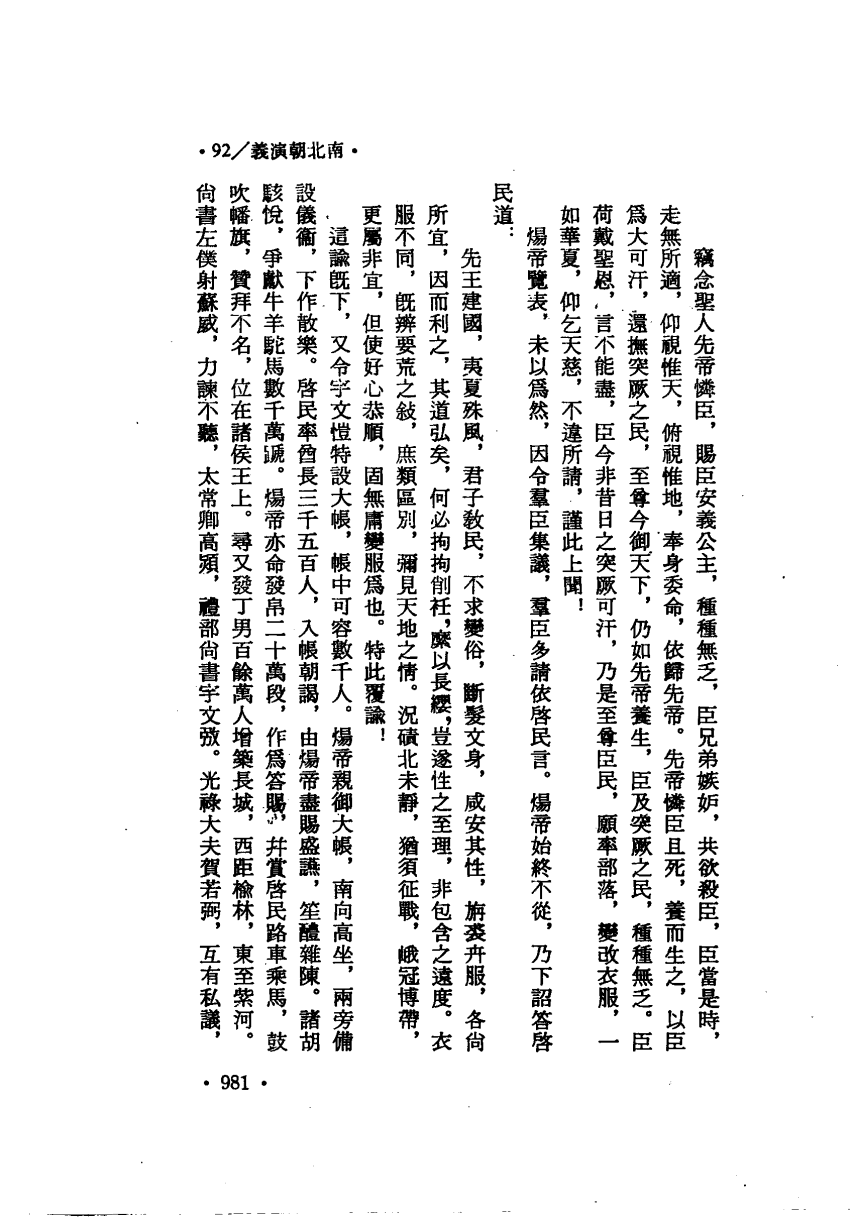 •92／義演朝北南•
竊念聖人先帝憐臣，賜臣安義公主，種種無乏，臣兄弟嫉妒，共欲殺臣，臣當是時，
走無所適，仰視惟天，俯視惟地，奉身委命，依歸先帝。先帝憐臣且死，養而生之，以臣
爲大可汗，還撫突厥之民，至尊今御天下，仍如先帝養生，臣及突厥之民，種種無乏。臣
荷戴聖恩，言不能盡，臣今非昔日之突厥可汗，乃是至尊臣民，願率部落，變改衣服，一
如華夏，仰乞天慈，不違所請，謹此上聞！
煬帝覽表，未以爲然，因令羣臣集議，羣臣多請依啓民言。煬帝始終不從，乃下詔答啓
民道：
先王建國，夷夏殊風，君子敎民，不求變俗，斷髮文身，咸安其性，旃裘卉服，各尙
所宜，因而利之，其道弘矣，何必拘拘削衽，縻以長纓，豈遂性之至理，非包含之遠度。衣
服不同，旣辨要荒之敍，庶類區別，彌見天地之情。況磧北未靜，猶須征戰，峨冠博帶，
更屬非宜，但使好心恭順，固無庸變服爲也。特此覆諭！
這諭旣下，又令宇文愷特設大帳，帳中可容數千人。煬帝親御大帳，南向高坐，兩旁備
設儀衞，下作散樂。啓民率酋長三千五百人，入帳朝謁，由煬帝盡賜盛讌，笙醴雜陳。諸胡
駭悅，爭獻牛羊駝馬數千萬蹏。煬帝亦命發帛二十萬段，作爲答賜，幷賞啓民路車乘馬，鼓
吹幡旗，贊拜不名，位在諸侯王上。尋又發丁男百餘萬人增築長城，西距楡林，東至紫河。
尙書左僕射蘇威，力諫不聽，太常卿高熲，禮部尙書宇文㢸。光祿大夫賀若弼，互有私議，
•981•